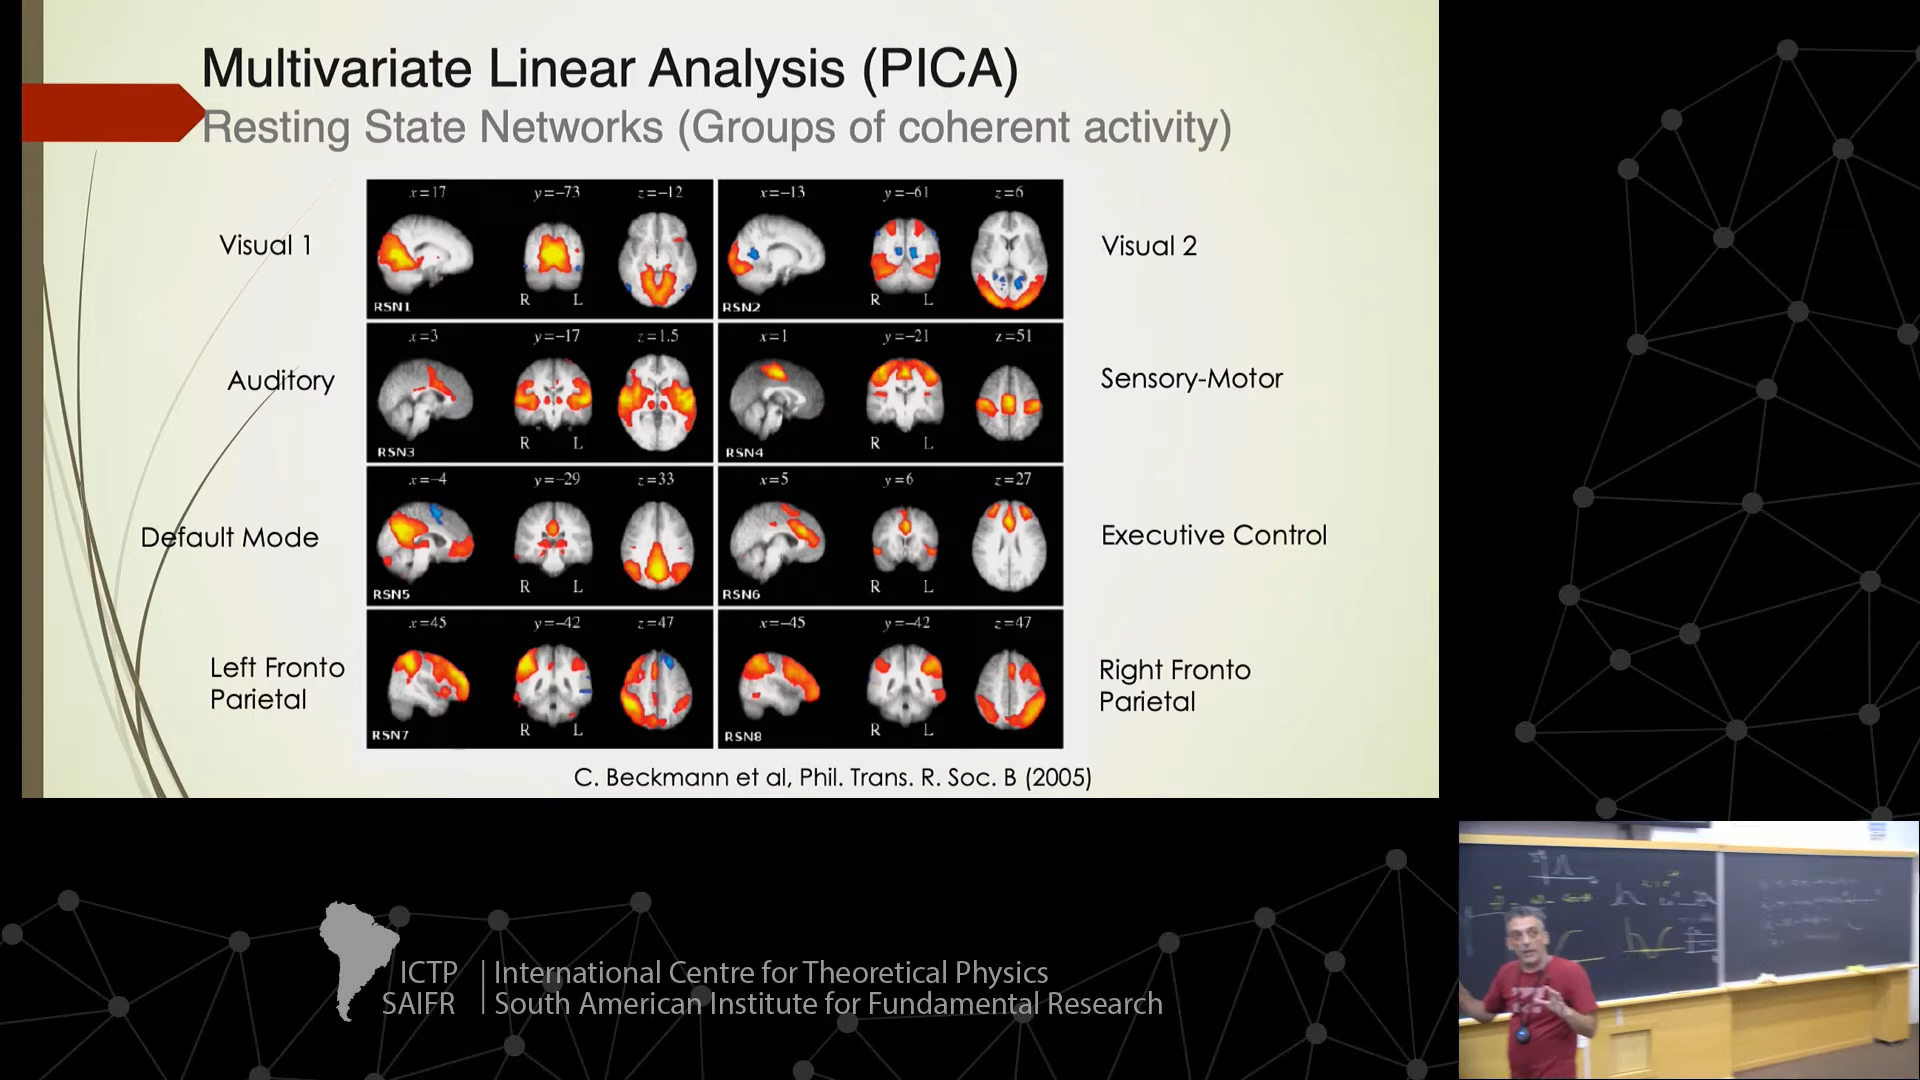 Multivariate Linear Analysis (PICA)
Resting State Networks (Groups of coherent activity)
Visual 1
x=17 y=−73 z=−12
R L
RSN1
x=−13 y=−61 z=6
R L
RSN2
Visual 2
Auditory
x=3 y=−17 z=1.5
R L
RSN3
x=1 y=−21 z=51
R L
RSN4
Sensory-Motor
Default Mode
x=−4 y=−29 z=33
R L
RSN5
x=5 y=6 z=27
R L
RSN6
Executive Control
Left Fronto
Parietal
x=45 y=−42 z=47
R L
RSN7
x=−45 y=−42 z=47
R L
RSN8
Right Fronto
Parietal
C. Beckmann et al, Phil. Trans. R. Soc. B (2005)
ICTP International Centre for Theoretical Physics
SAIFR South American Institute for Fundamental Research